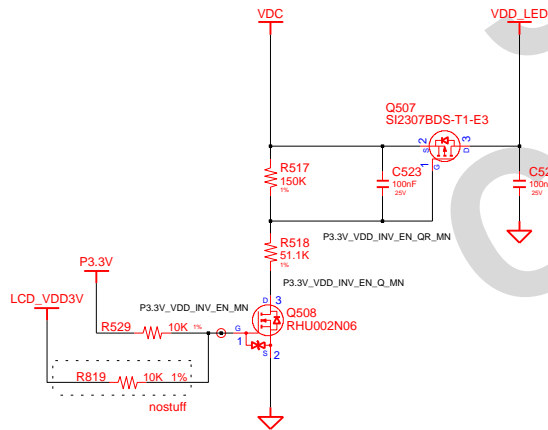 VDC
VDD_LED
Q507
SI2307BDS-T1-E3
2
3
S
D
G
1
R517
150K
1%
C523
100nF
25V
100n
25V
R518
51.1K
1%
P3.3V_VDD_INV_EN_QR_MN
P3.3V
P3.3V_VDD_INV_EN_Q_MN
LCD_VDD3V
P3.3V_VDD_INV_EN_MN
D
3
Q508
RHU002N06
R529
10K
1%
G
1
S
2
R819
10K
1%
nostuff